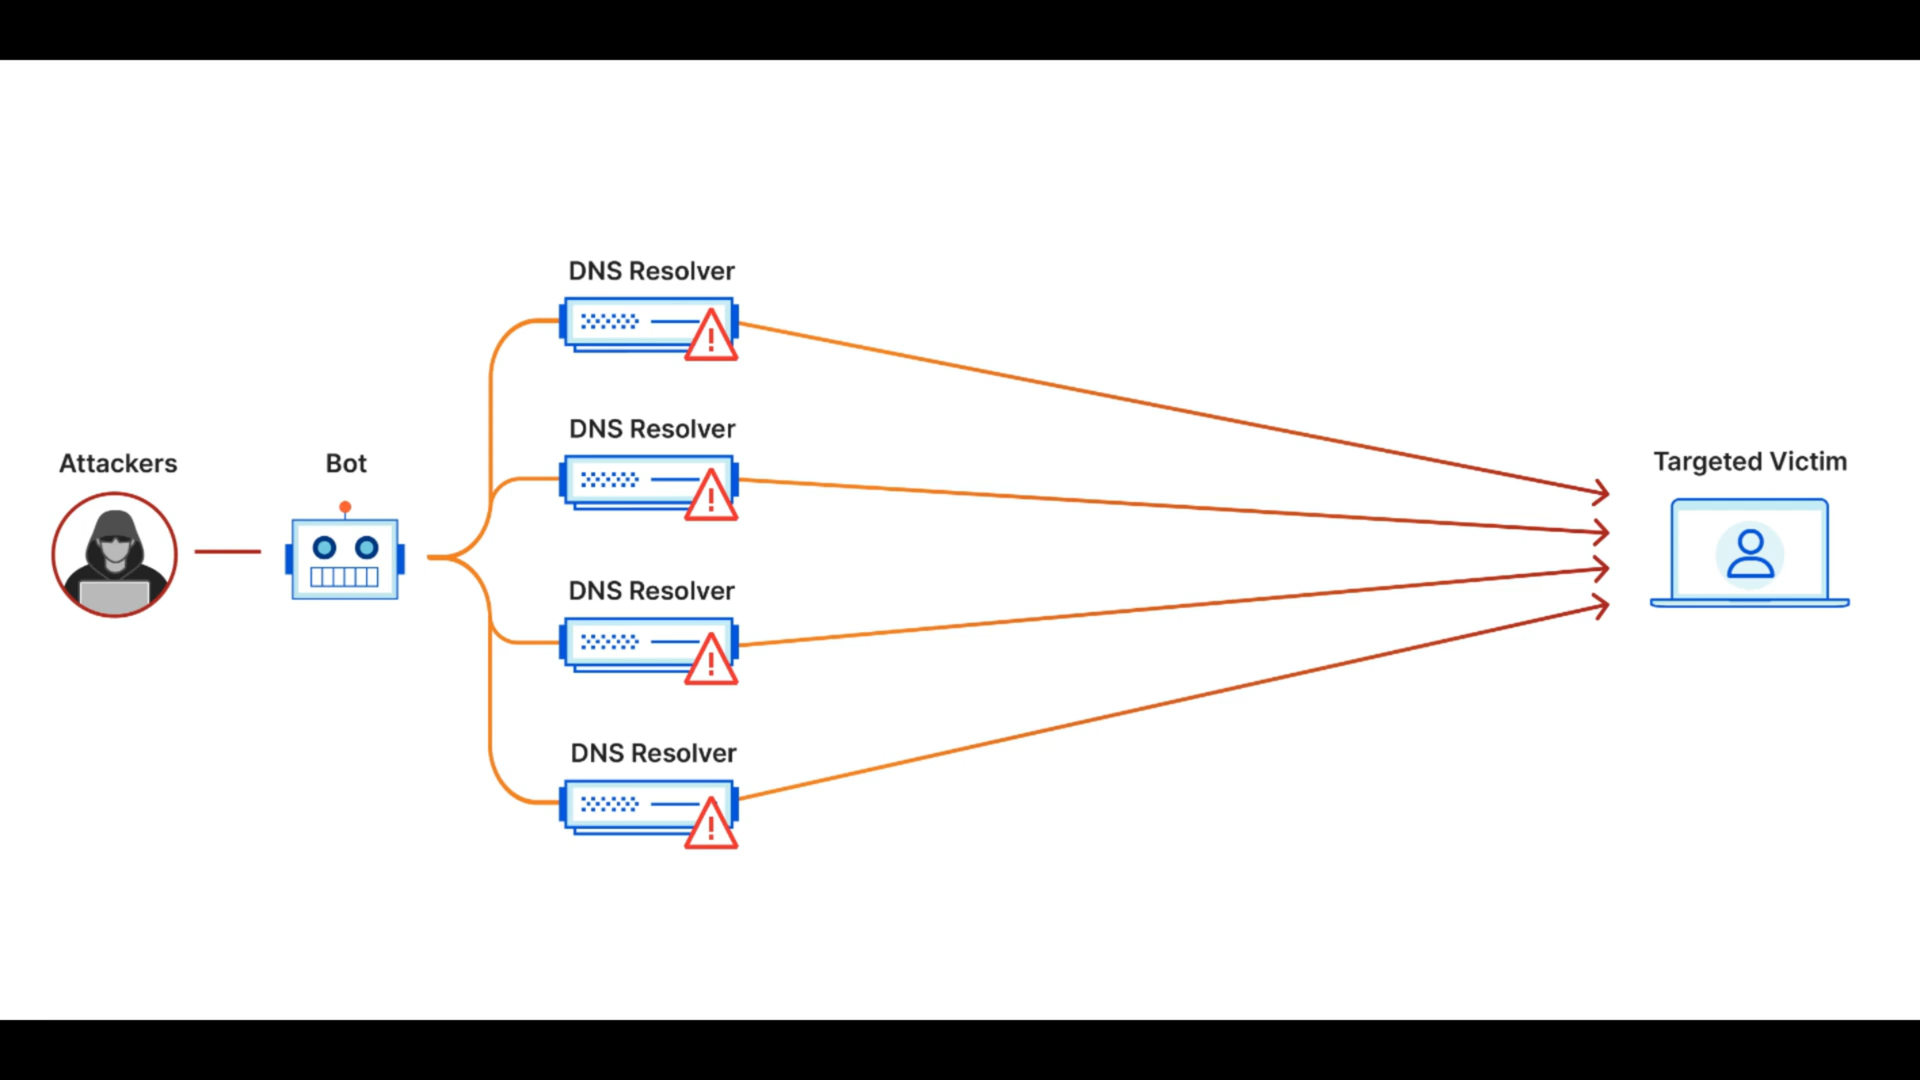 DNS Resolver
DNS Resolver
Attackers
Bot
Targeted Victim
DNS Resolver
DNS Resolver